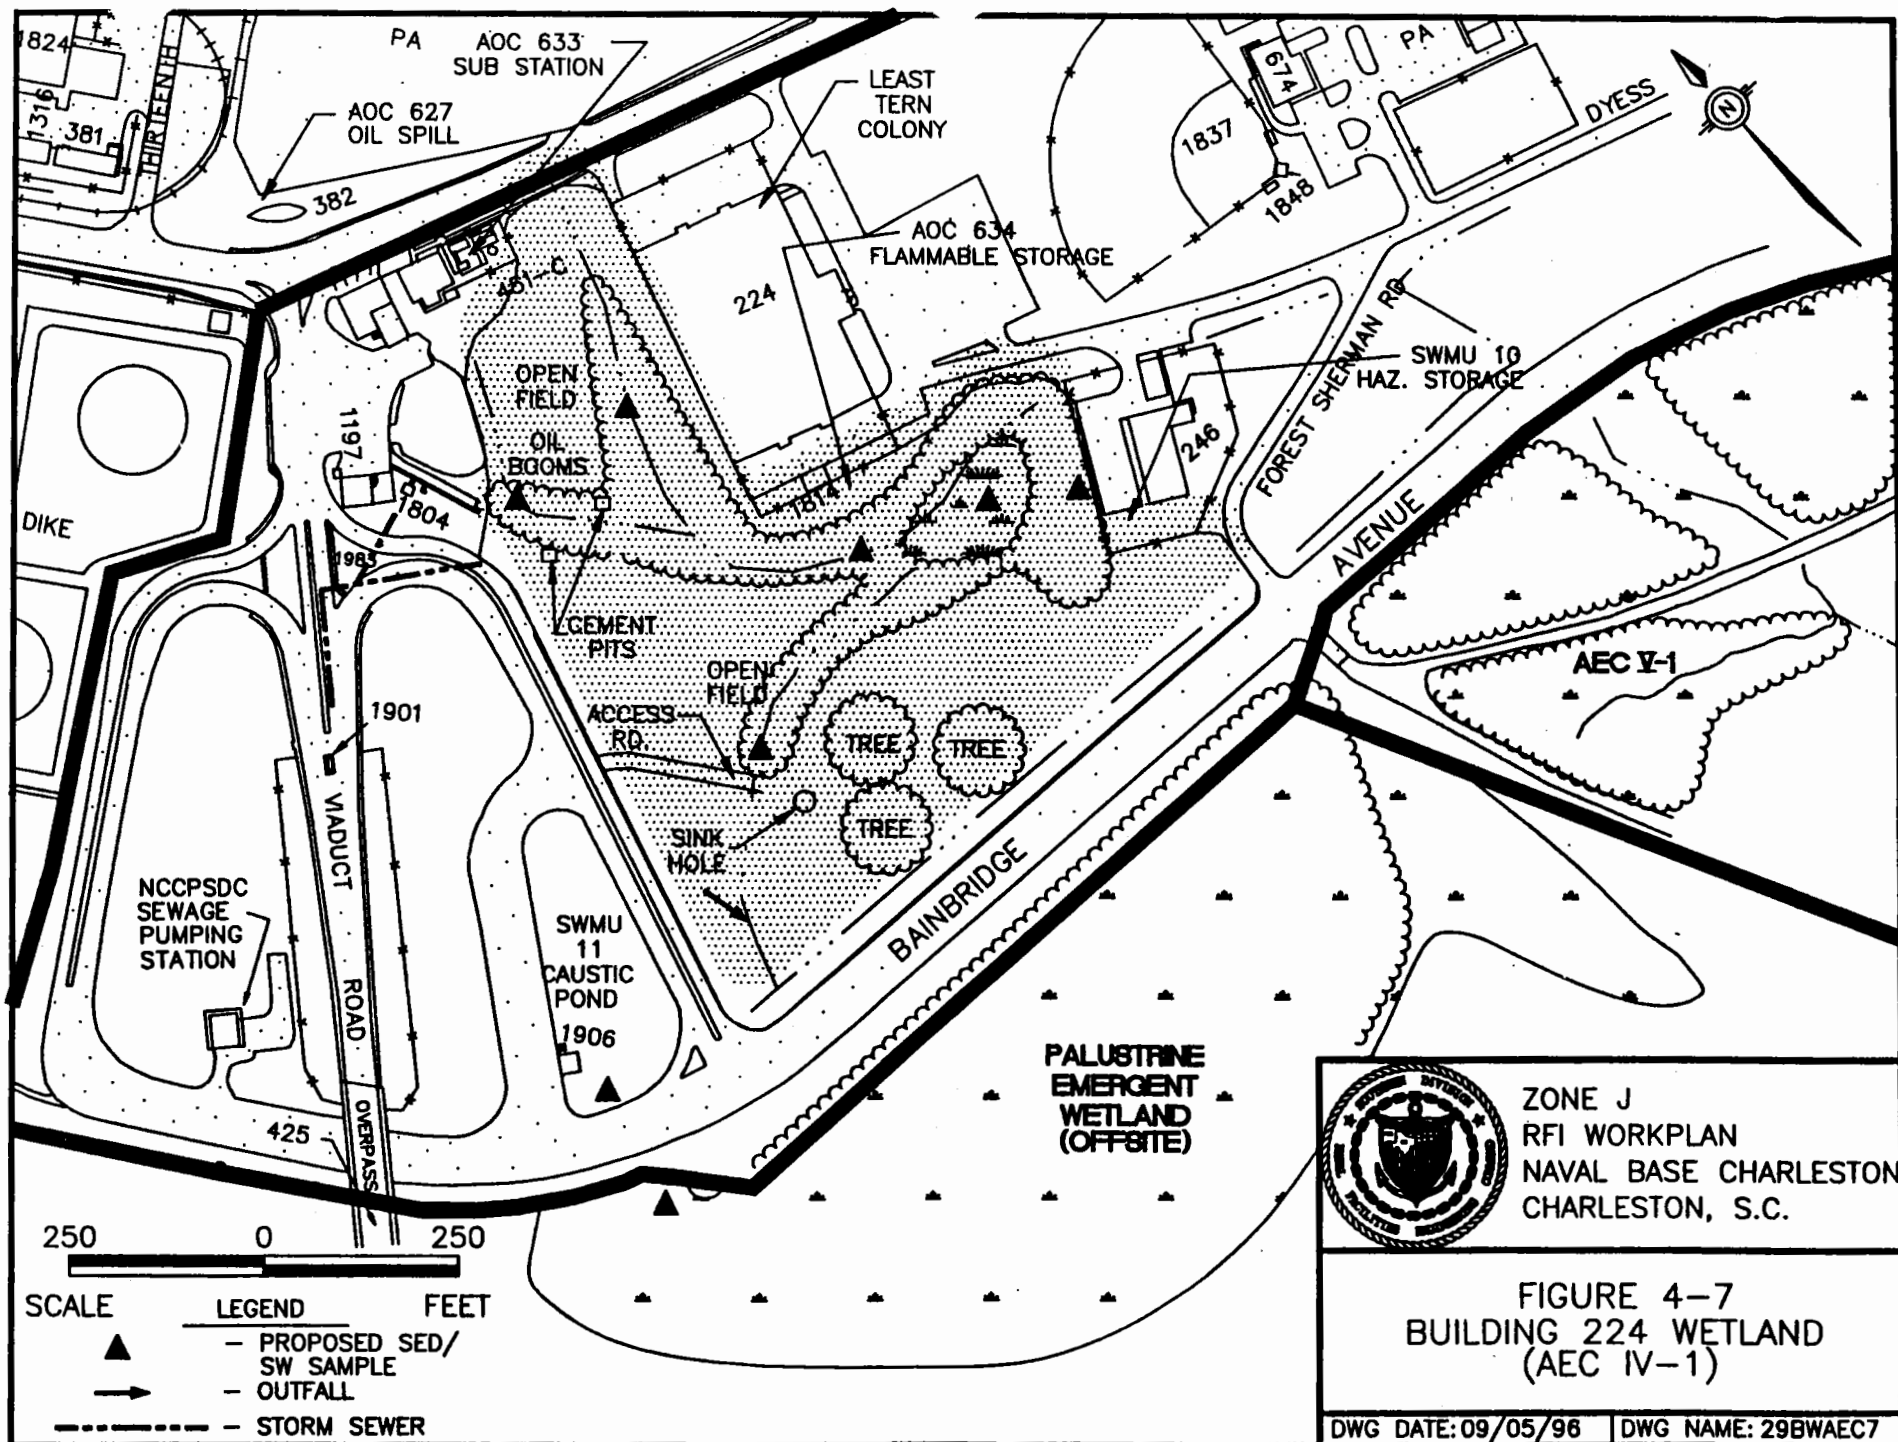 1824
THIRTEENTH
1316
381
PA
AOC 633
SUB STATION
AOC 627
OIL SPILL
382
LEAST
TERN
COLONY
674
PA
DYESS
1837
1848
N
AOC 634
FLAMMABLE STORAGE
451-C
224
OPEN
FIELD
OIL
BOOMS
1197
1804
1983
1814
246
SWMU 10
HAZ. STORAGE
FOREST SHERMAN RD
DIKE
CEMENT
PITS
OPEN
FIELD
ACCESS
RD
TREE
TREE
TREE
SINK
HOLE
BAINBRIDGE
AVENUE
AEC V-1
1901
VIADUCT
ROAD
OVERPASS
NCCPSDC
SEWAGE
PUMPING
STATION
SWMU
11
CAUSTIC
POND
1906
425
PALUSTRINE
EMERGENT
WETLAND
(OFFSITE)
250 0 250
SCALE FEET
LEGEND
- PROPOSED SED/
SW SAMPLE
- OUTFALL
- STORM SEWER
ZONE J
RFI WORKPLAN
NAVAL BASE CHARLESTON
CHARLESTON, S.C.
FIGURE 4-7
BUILDING 224 WETLAND
(AEC IV-1)
DWG DATE: 09/05/96
DWG NAME: 29BWAEC7